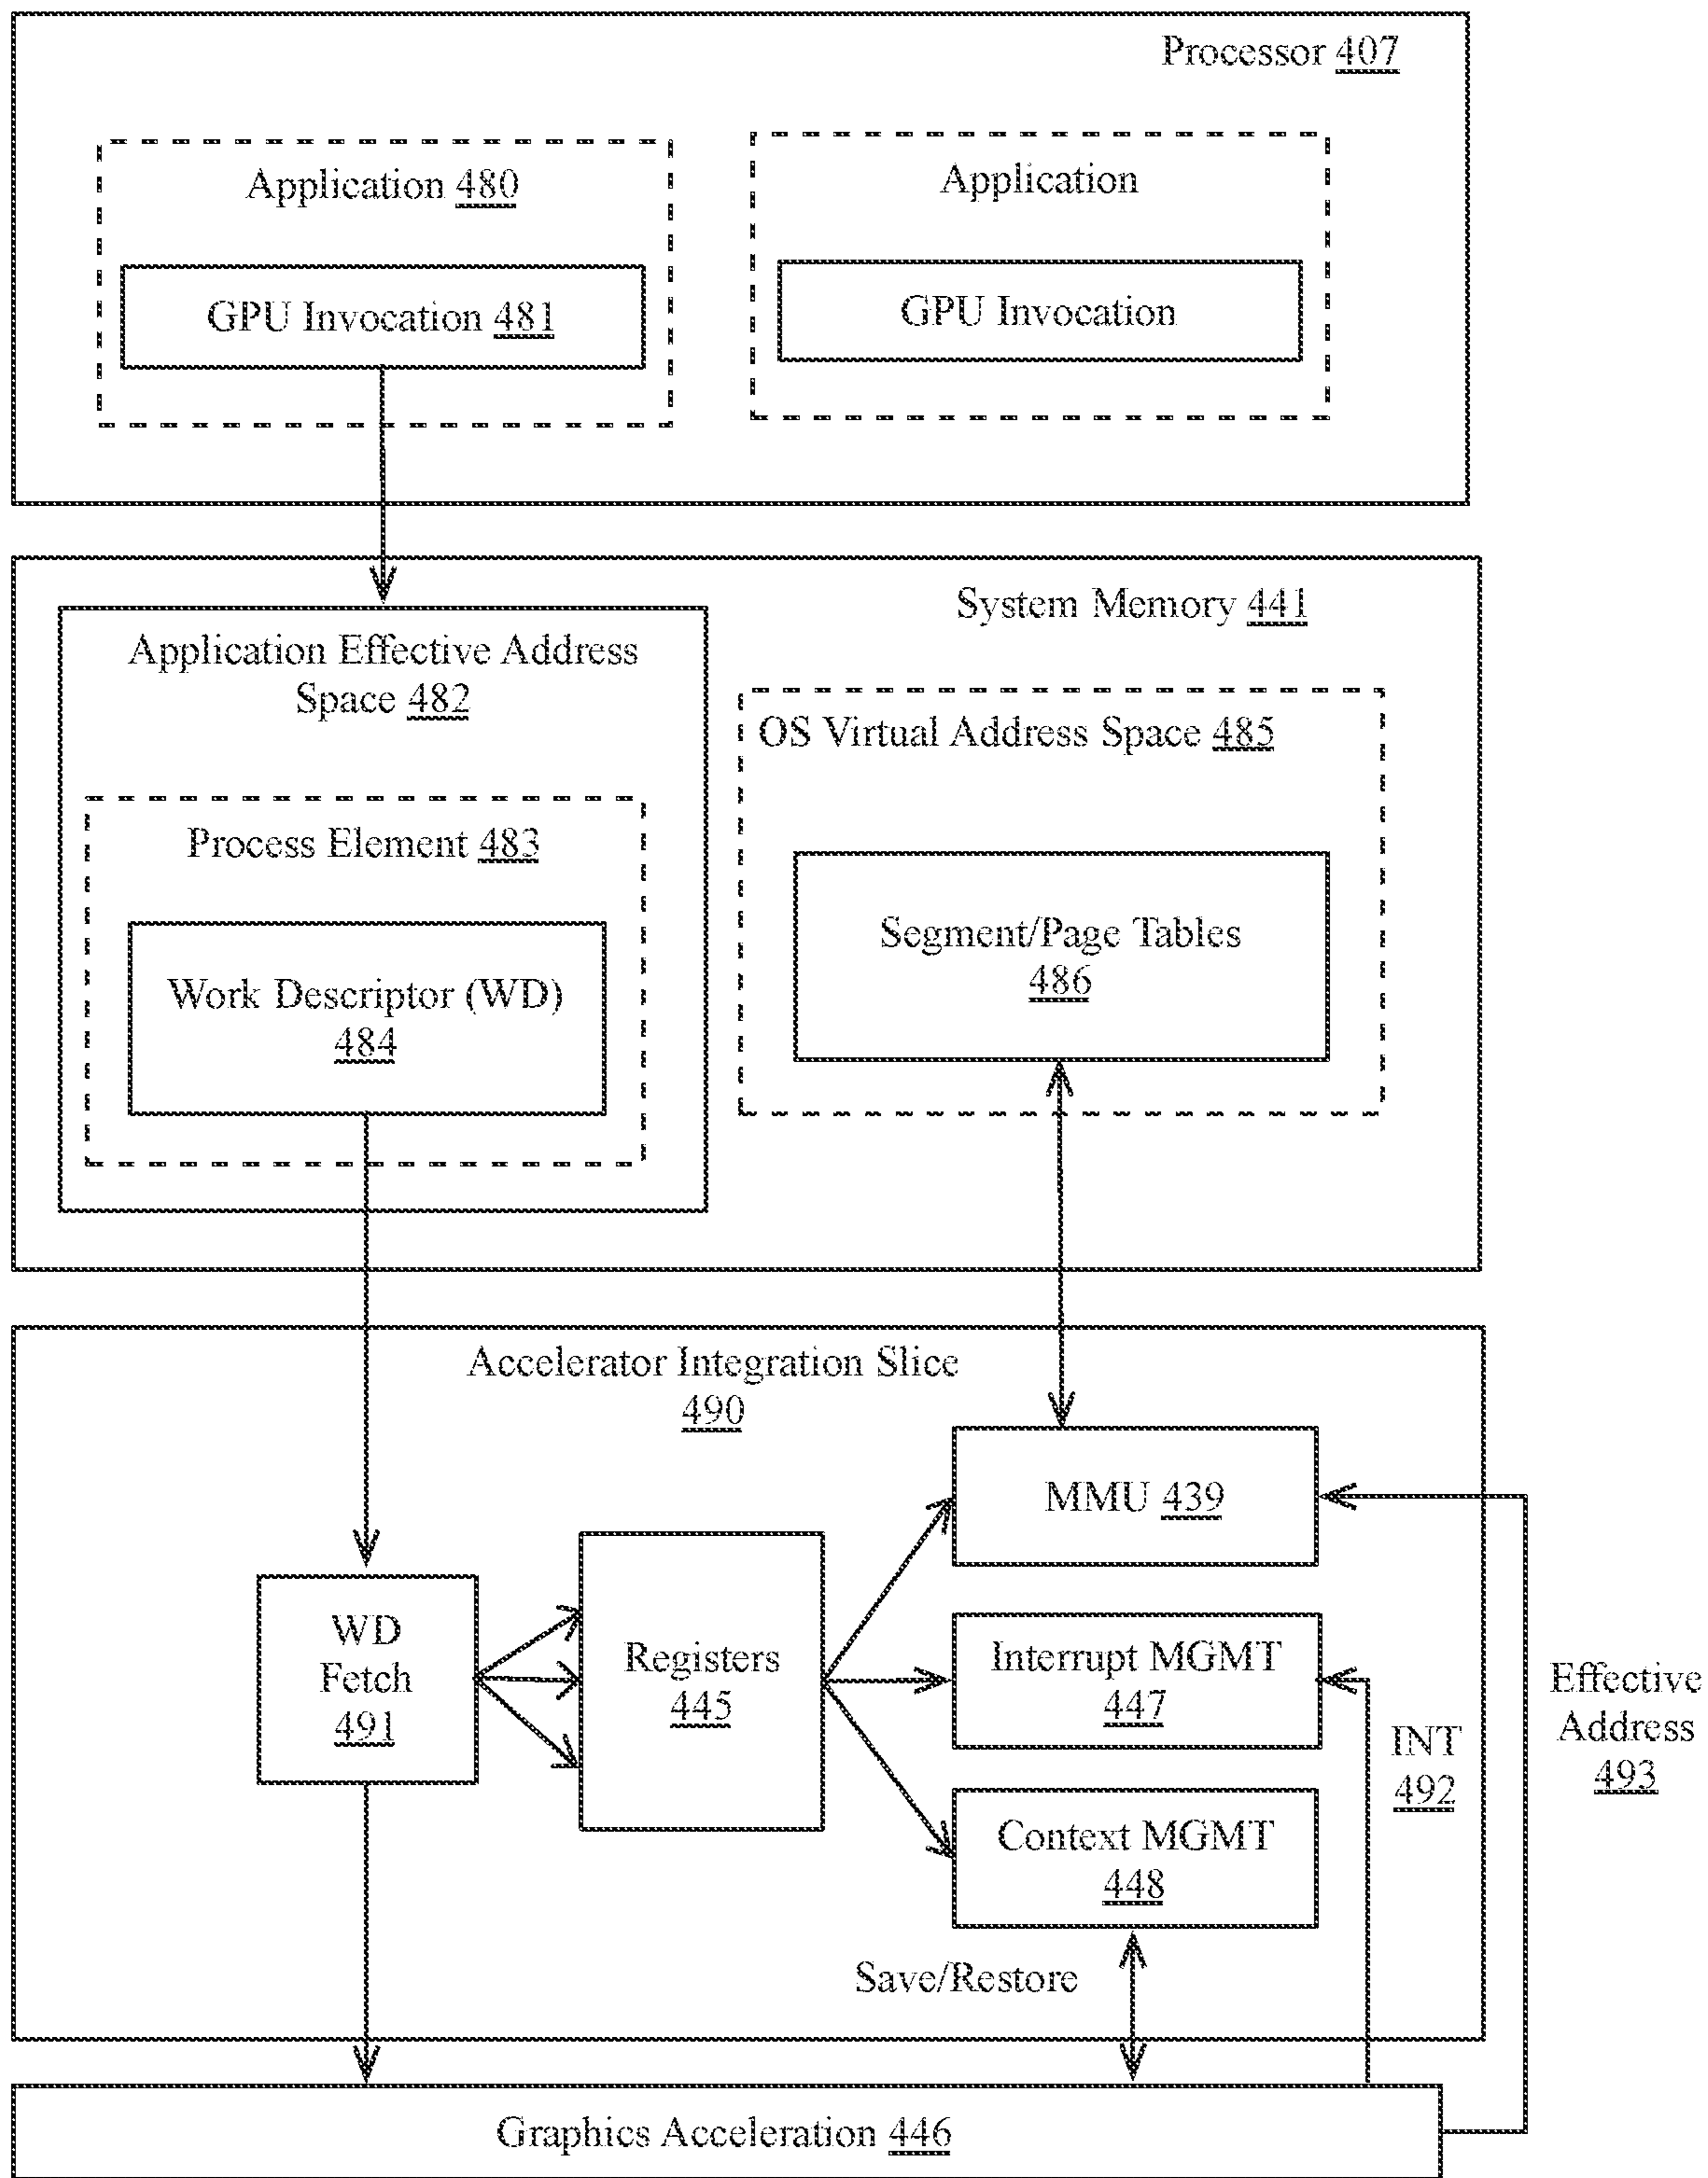 Processor 407
Application 480
Application
GPU Invocation 481
GPU Invocation
System Memory 441
Application Effective Address
Space 482
OS Virtual Address Space 485
Process Element 483
Segment/Page Tables
486
Work Descriptor (WD)
484
Accelerator Integration Slice
490
MMU 439
WD
Fetch
491
Registers
445
Interrupt MGMT
447
Effective
Address
493
INT
492
Context MGMT
448
Save/Restore
Graphics Acceleration 446